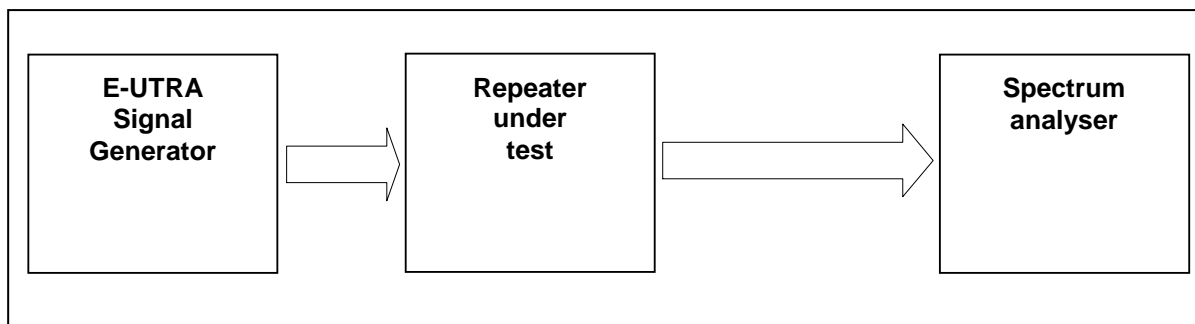 E-UTRA
Signal
Generator
Repeater
under
test
Spectrum
analyser